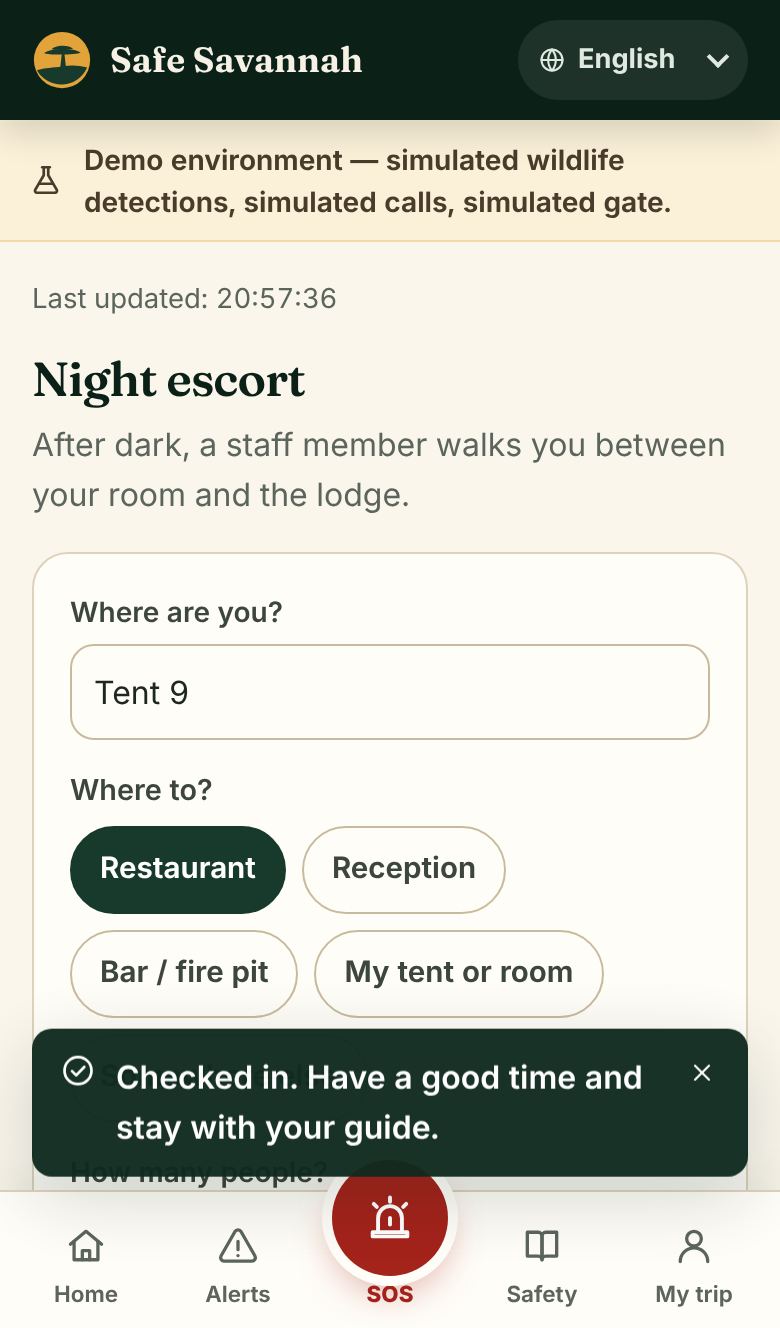 Safe Savannah
English
Demo environment — simulated wildlife
detections, simulated calls, simulated gate.
Last updated: 20:57:36
Night escort
After dark, a staff member walks you between
your room and the lodge.
Where are you?
Tent 9
Where to?
Restaurant
Reception
Bar / fire pit
My tent or room
Checked in. Have a good time and
stay with your guide.
How many people?
Home
Alerts
SOS
Safety
My trip